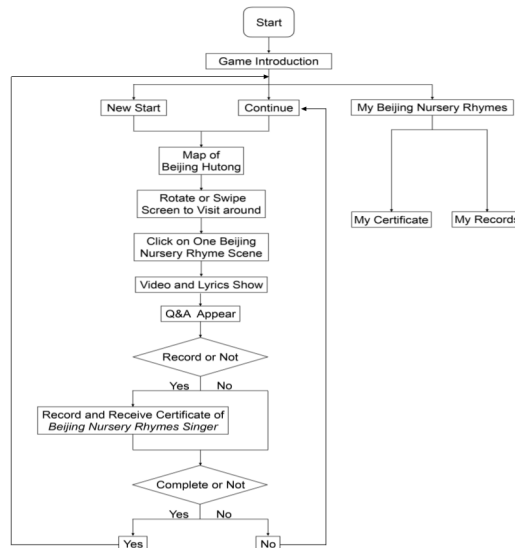 Start
Game Introduction
New Start
Continue
My Beijing Nursery Rhymes
Map of
Beijing Hutong
Rotate or Swipe
Screen to Visit around
My Certificate
My Records
Click on One Beijing
Nursery Rhyme Scene
Video and Lyrics Show
Q&A Appear
Record or Not
Yes No
Record and Receive Certificate of
Beijing Nursery Rhymes Singer
Complete or Not
Yes No
Yes
No